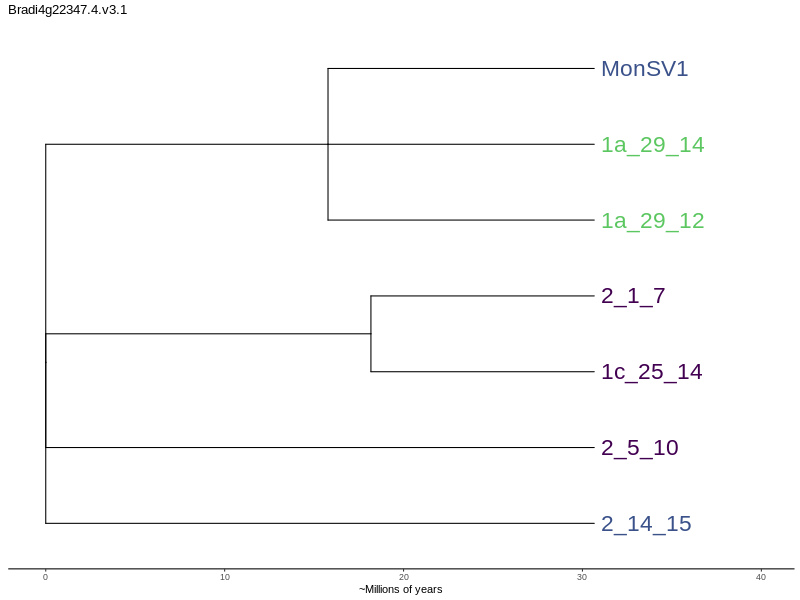 Bradi4g22347.4.v3.1
MonSV1
1a_29_14
1a_29_12
2_1_7
1c_25_14
2_5_10
2_14_15
0 10 20 30 40
~Millions of years